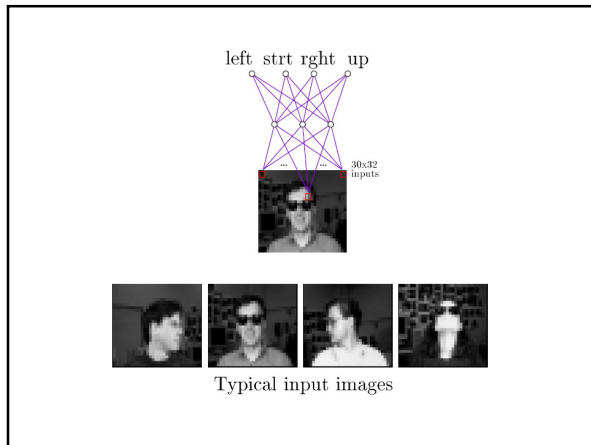 left strt rght up
... ...
30x32
inputs
Typical input images